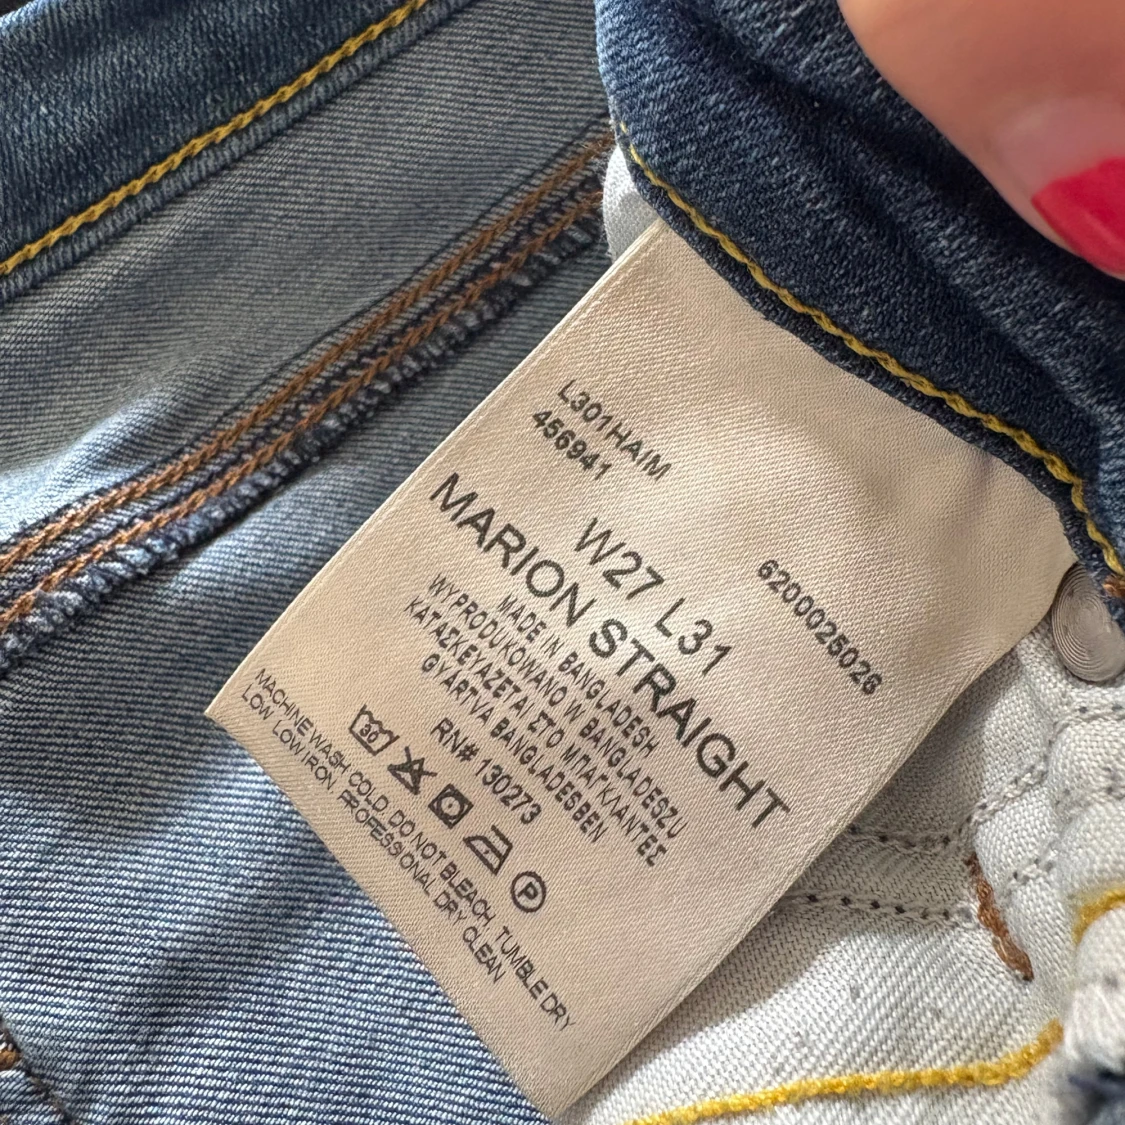 L301HAIM
456941
W27 L31
6200025028
MARION STRAIGHT
MADE IN BANGLADESH
WYPRODUKOWANO W BANGLADESZU
ΚΑΤΑΣΚΕΥΑΖΕΤΑΙ ΣΤΟ ΜΠΑΓΚΛΑΝΤΕΣ
GYÁRTVA BANGLADESBEN
RN# 130273
30
P
MACHINE WASH COLD DO NOT BLEACH TUMBLE DRY
LOW LOW IRON PROFESSIONAL DRY CLEAN